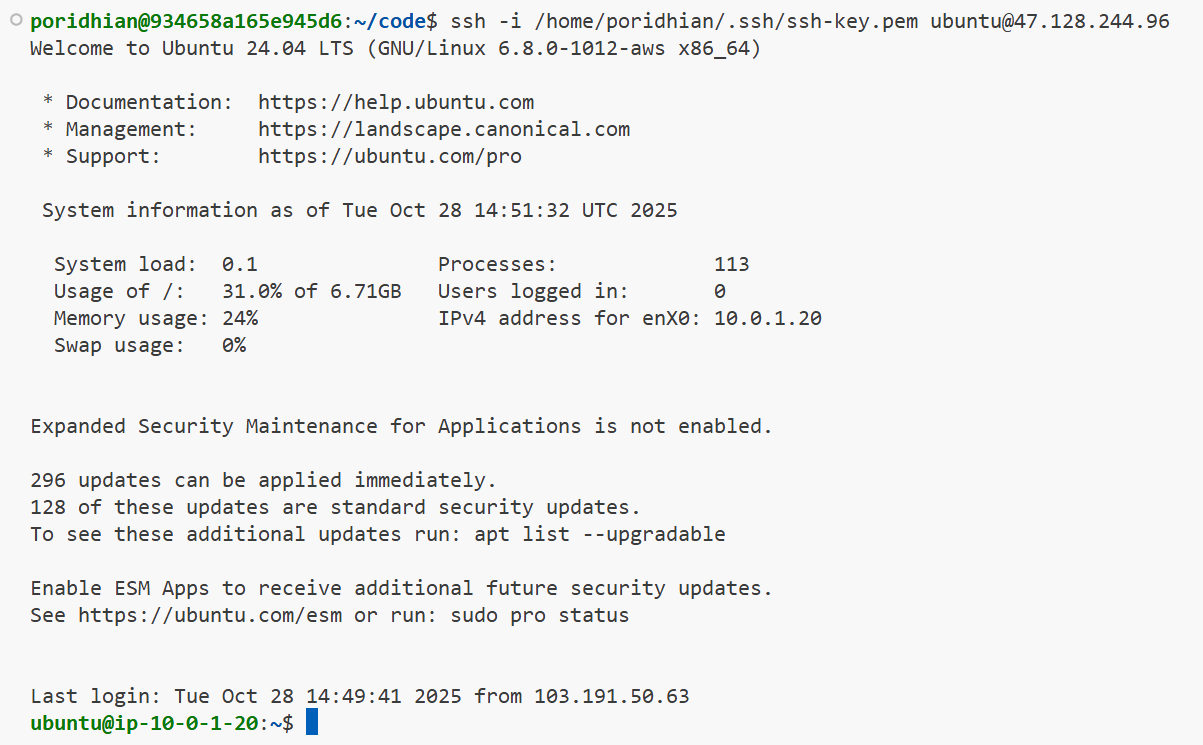 poridhian@934658a165e945d6:~/code$ ssh -i /home/poridhian/.ssh/ssh-key.pem ubuntu@47.128.244.96
Welcome to Ubuntu 24.04 LTS (GNU/Linux 6.8.0-1012-aws x86_64)
* Documentation:  https://help.ubuntu.com
* Management:     https://landscape.canonical.com
* Support:        https://ubuntu.com/pro
System information as of Tue Oct 28 14:51:32 UTC 2025
System load:  0.1               Processes:             113
Usage of /:   31.0% of 6.71GB   Users logged in:       0
Memory usage: 24%               IPv4 address for enX0: 10.0.1.20
Swap usage:   0%
Expanded Security Maintenance for Applications is not enabled.
296 updates can be applied immediately.
128 of these updates are standard security updates.
To see these additional updates run: apt list --upgradable
Enable ESM Apps to receive additional future security updates.
See https://ubuntu.com/esm or run: sudo pro status
Last login: Tue Oct 28 14:49:41 2025 from 103.191.50.63
ubuntu@ip-10-0-1-20:~$